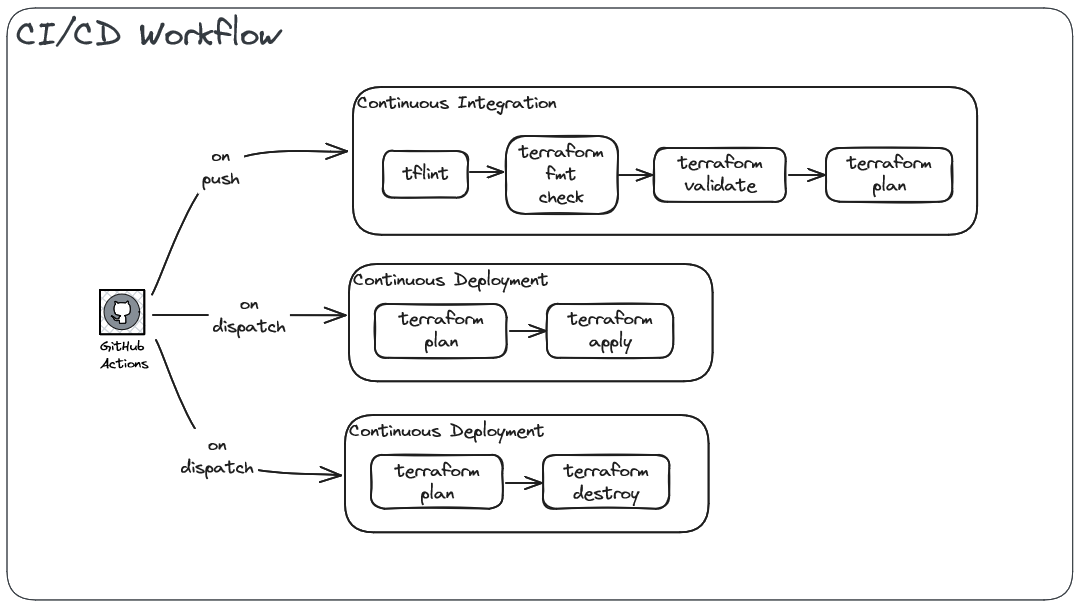 CI/CD Workflow
Continuous Integration
on
push
tflint
terraform
fmt
check
terraform
validate
terraform
plan
Continuous Deployment
on
dispatch
terraform
plan
terraform
apply
GitHub
Actions
Continuous Deployment
on
dispatch
terraform
plan
terraform
destroy